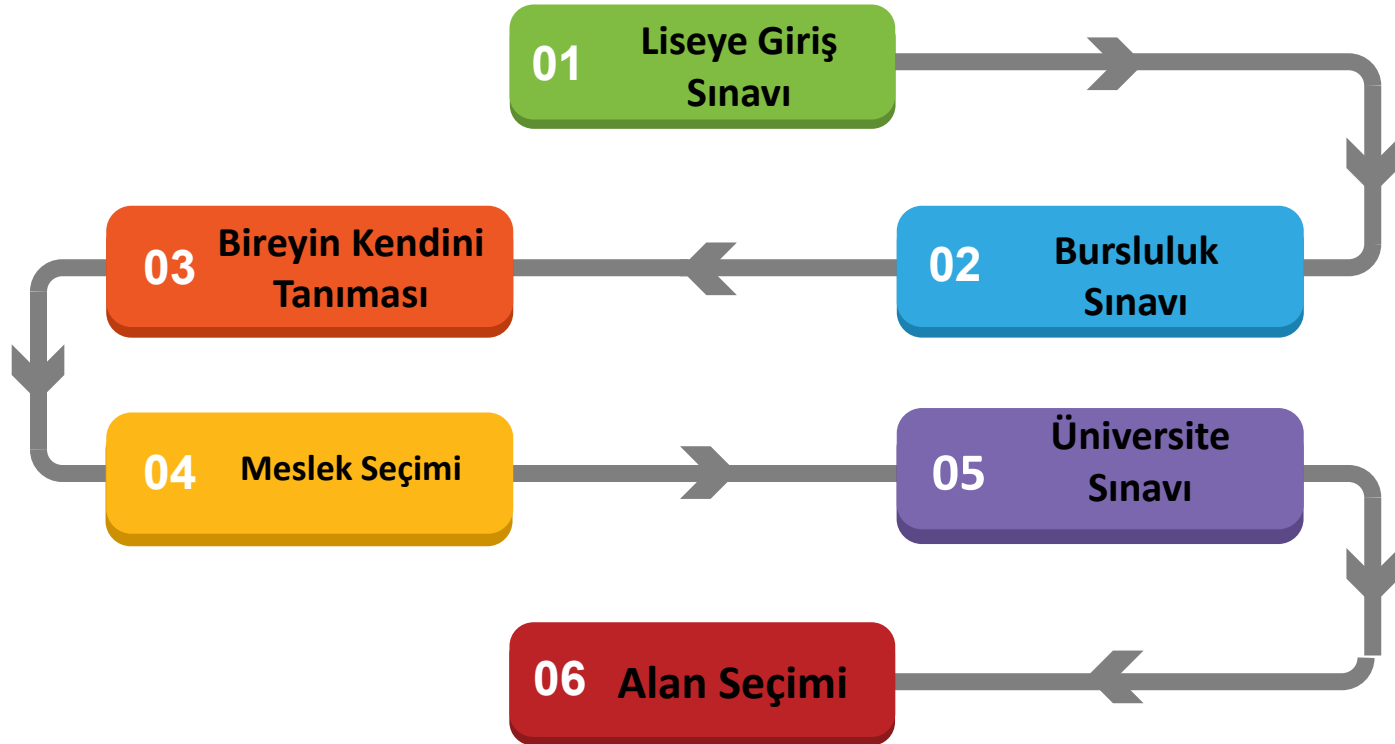 01 Liseye Giriş
Sınavı
02 Bursluluk
Sınavı
03 Bireyin Kendini
Tanıması
04 Meslek Seçimi
05 Üniversite
Sınavı
06 Alan Seçimi